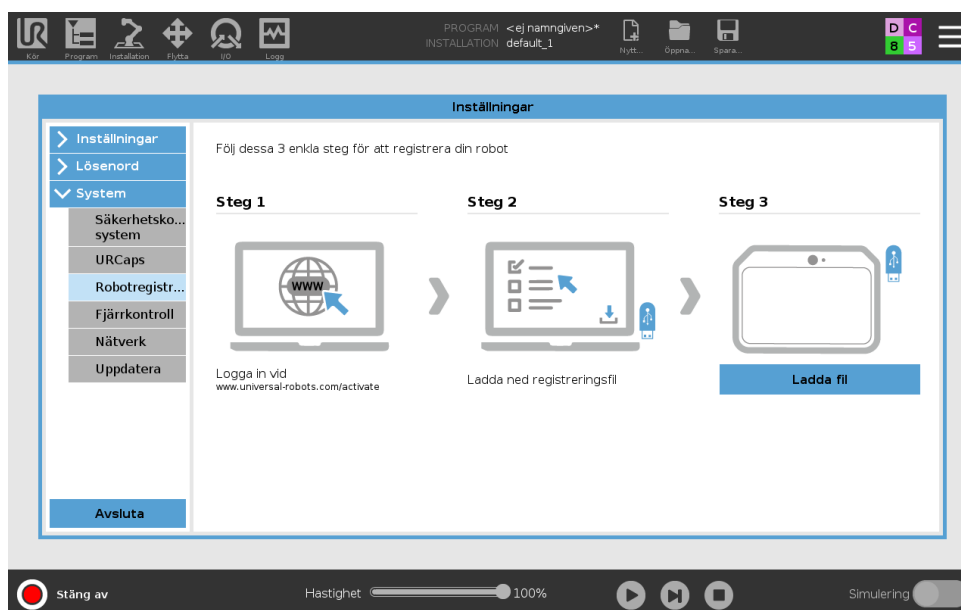 PROGRAM <ej namngiven>*
INSTALLATION default_1
UR
Kör
Program
Installation
Flytta
I/O
Logg
Nytt...
Öppna...
Spara...
D C
8 5
Inställningar
Inställningar
Lösenord
System
Säkerhetsko...
system
URCaps
Robotregistr...
Fjärrkontroll
Nätverk
Uppdatera
Avsluta
Följ dessa 3 enkla steg för att registrera din robot
Steg 1
WWW
Logga in vid
www.universal-robots.com/activate
Steg 2
Ladda ned registreringsfil
Steg 3
Ladda fil
Stäng av
Hastighet
100%
Simulering